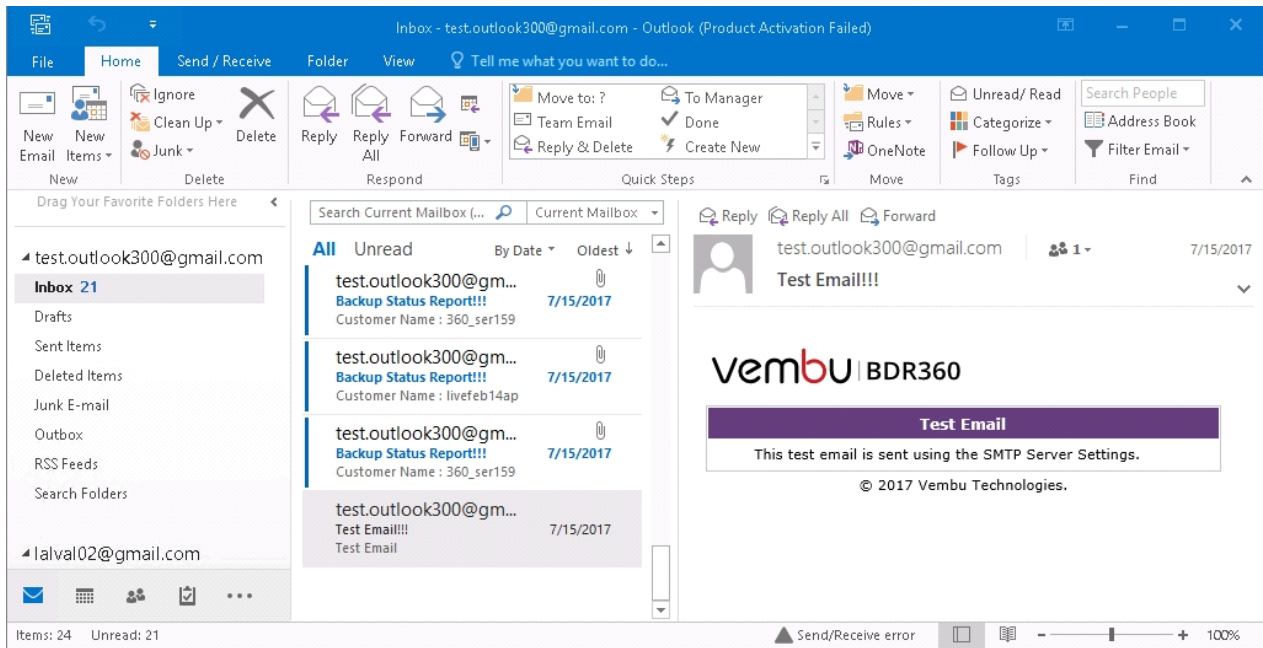 Inbox - test.outlook300@gmail.com - Outlook (Product Activation Failed)
File Home Send / Receive Folder View Tell me what you want to do...
New Email
New Items
New
Ignore
Clean Up
Junk
Delete
Delete
Reply
Reply All
Forward
Respond
Move to: ?
Team Email
Reply & Delete
To Manager
Done
Create New
Quick Steps
Move
Rules
OneNote
Move
Unread/ Read
Categorize
Follow Up
Tags
Search People
Address Book
Filter Email
Find
Drag Your Favorite Folders Here
test.outlook300@gmail.com
Inbox 21
Drafts
Sent Items
Deleted Items
Junk E-mail
Outbox
RSS Feeds
Search Folders
lalval02@gmail.com
Search Current Mailbox (... Current Mailbox
All Unread By Date Oldest ↓
test.outlook300@gm...
Backup Status Report!!! 7/15/2017
Customer Name : 360_ser159
test.outlook300@gm...
Backup Status Report!!! 7/15/2017
Customer Name : livefeb14ap
test.outlook300@gm...
Backup Status Report!!! 7/15/2017
Customer Name : 360_ser159
test.outlook300@gm...
Test Email!!! 7/15/2017
Test Email
Reply Reply All Forward
test.outlook300@gmail.com 1 7/15/2017
Test Email!!!
vembu BDR360
Test Email
This test email is sent using the SMTP Server Settings.
© 2017 Vembu Technologies.
Items: 24 Unread: 21 Send/Receive error 100%